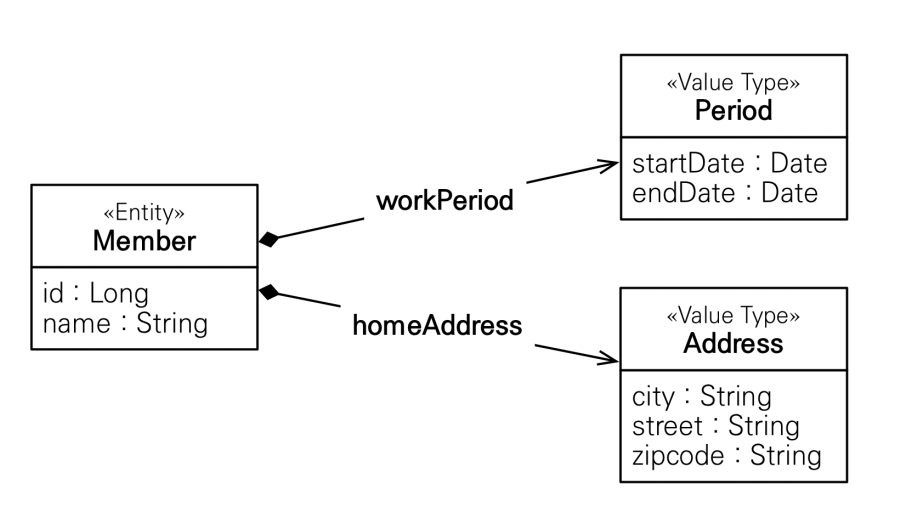 «Entity»
Member
id : Long
name : String
workPeriod
homeAddress
«Value Type»
Period
startDate : Date
endDate : Date
«Value Type»
Address
city : String
street : String
zipcode : String